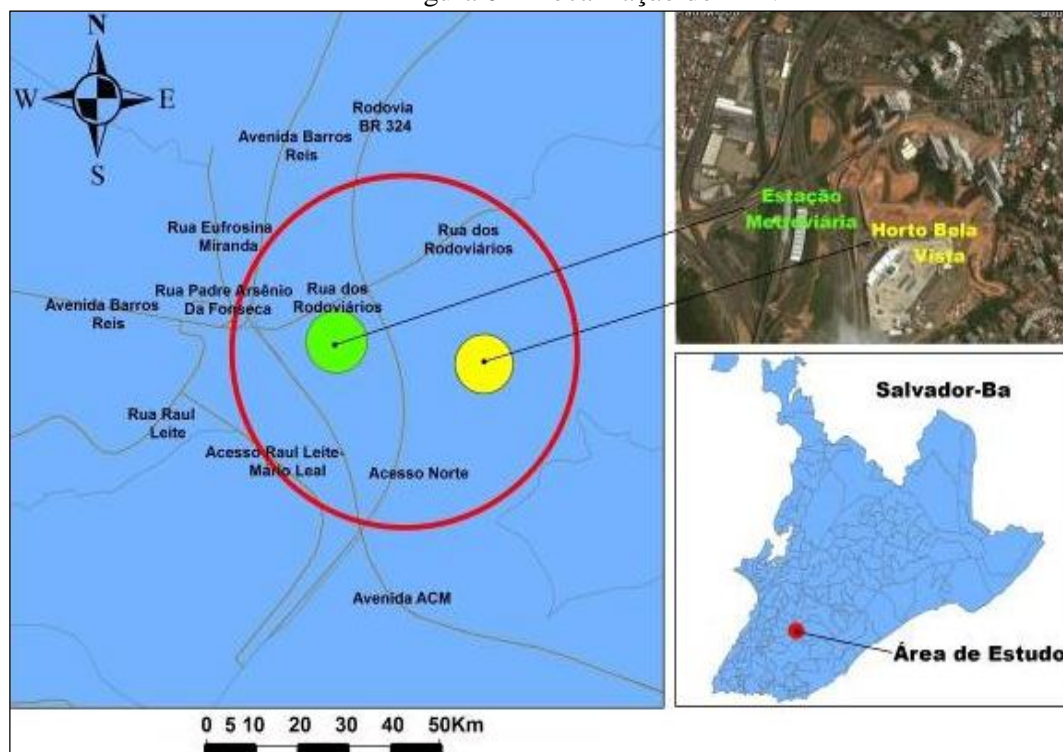 N
W
E
S
Rodovia
BR 324
Avenida Barros
Reis
Rua Eufrosina
Miranda
Rua dos
Rodoviários
Rua Padre Arsênio
Da Fonseca
Rua dos
Rodoviários
Avenida Barros
Reis
Rua Raul
Leite
Acesso Raul Leite-
Mario Leal
Acesso Norte
Avenida ACM
0 5 10 20 30 40 50Km
Estação
Metroviária
Horto Bela
Vista
Salvador-Ba
Área de Estudo